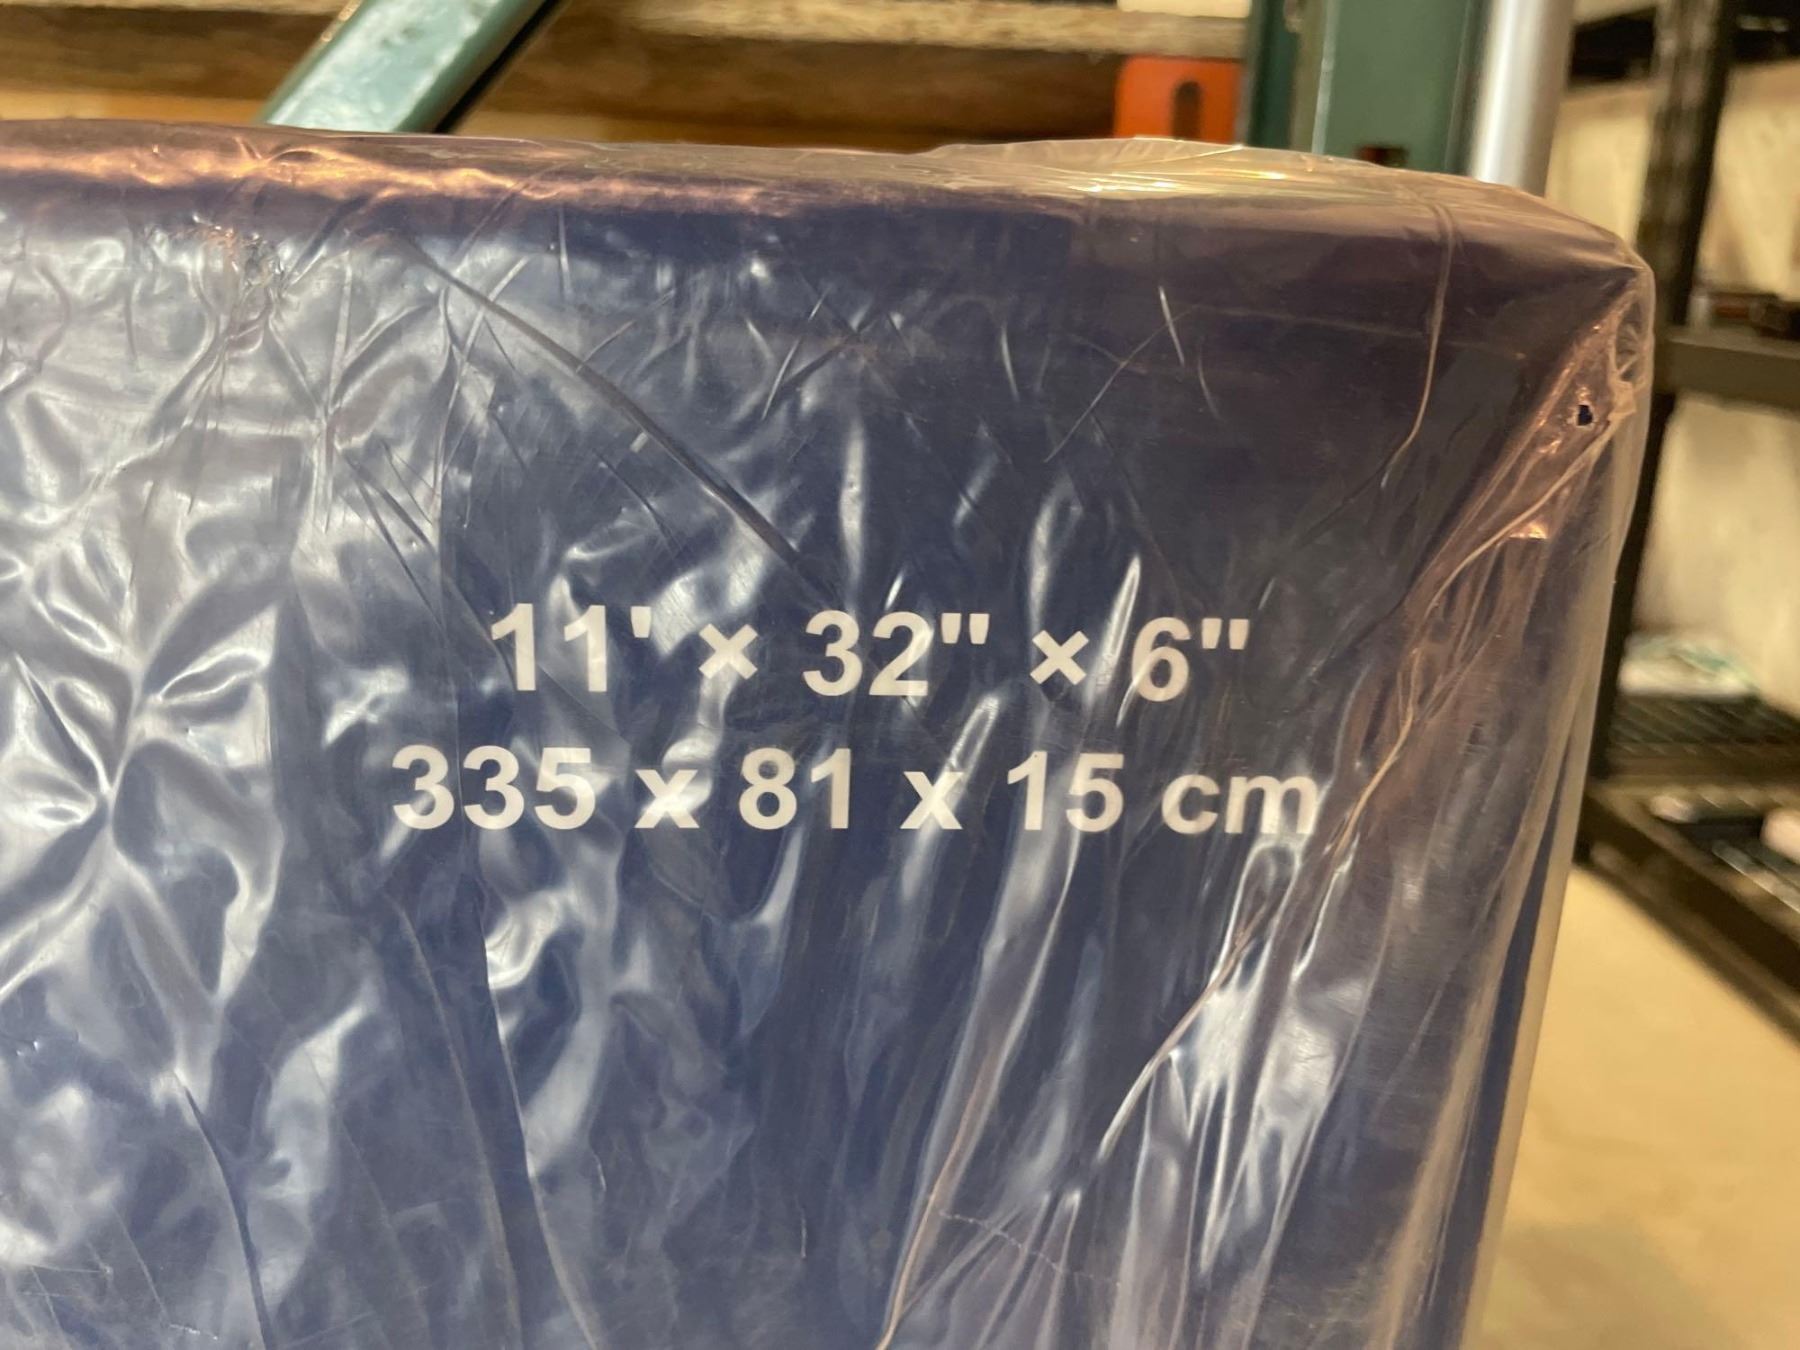 11' × 32" × 6"
335 x 81 x 15 cm